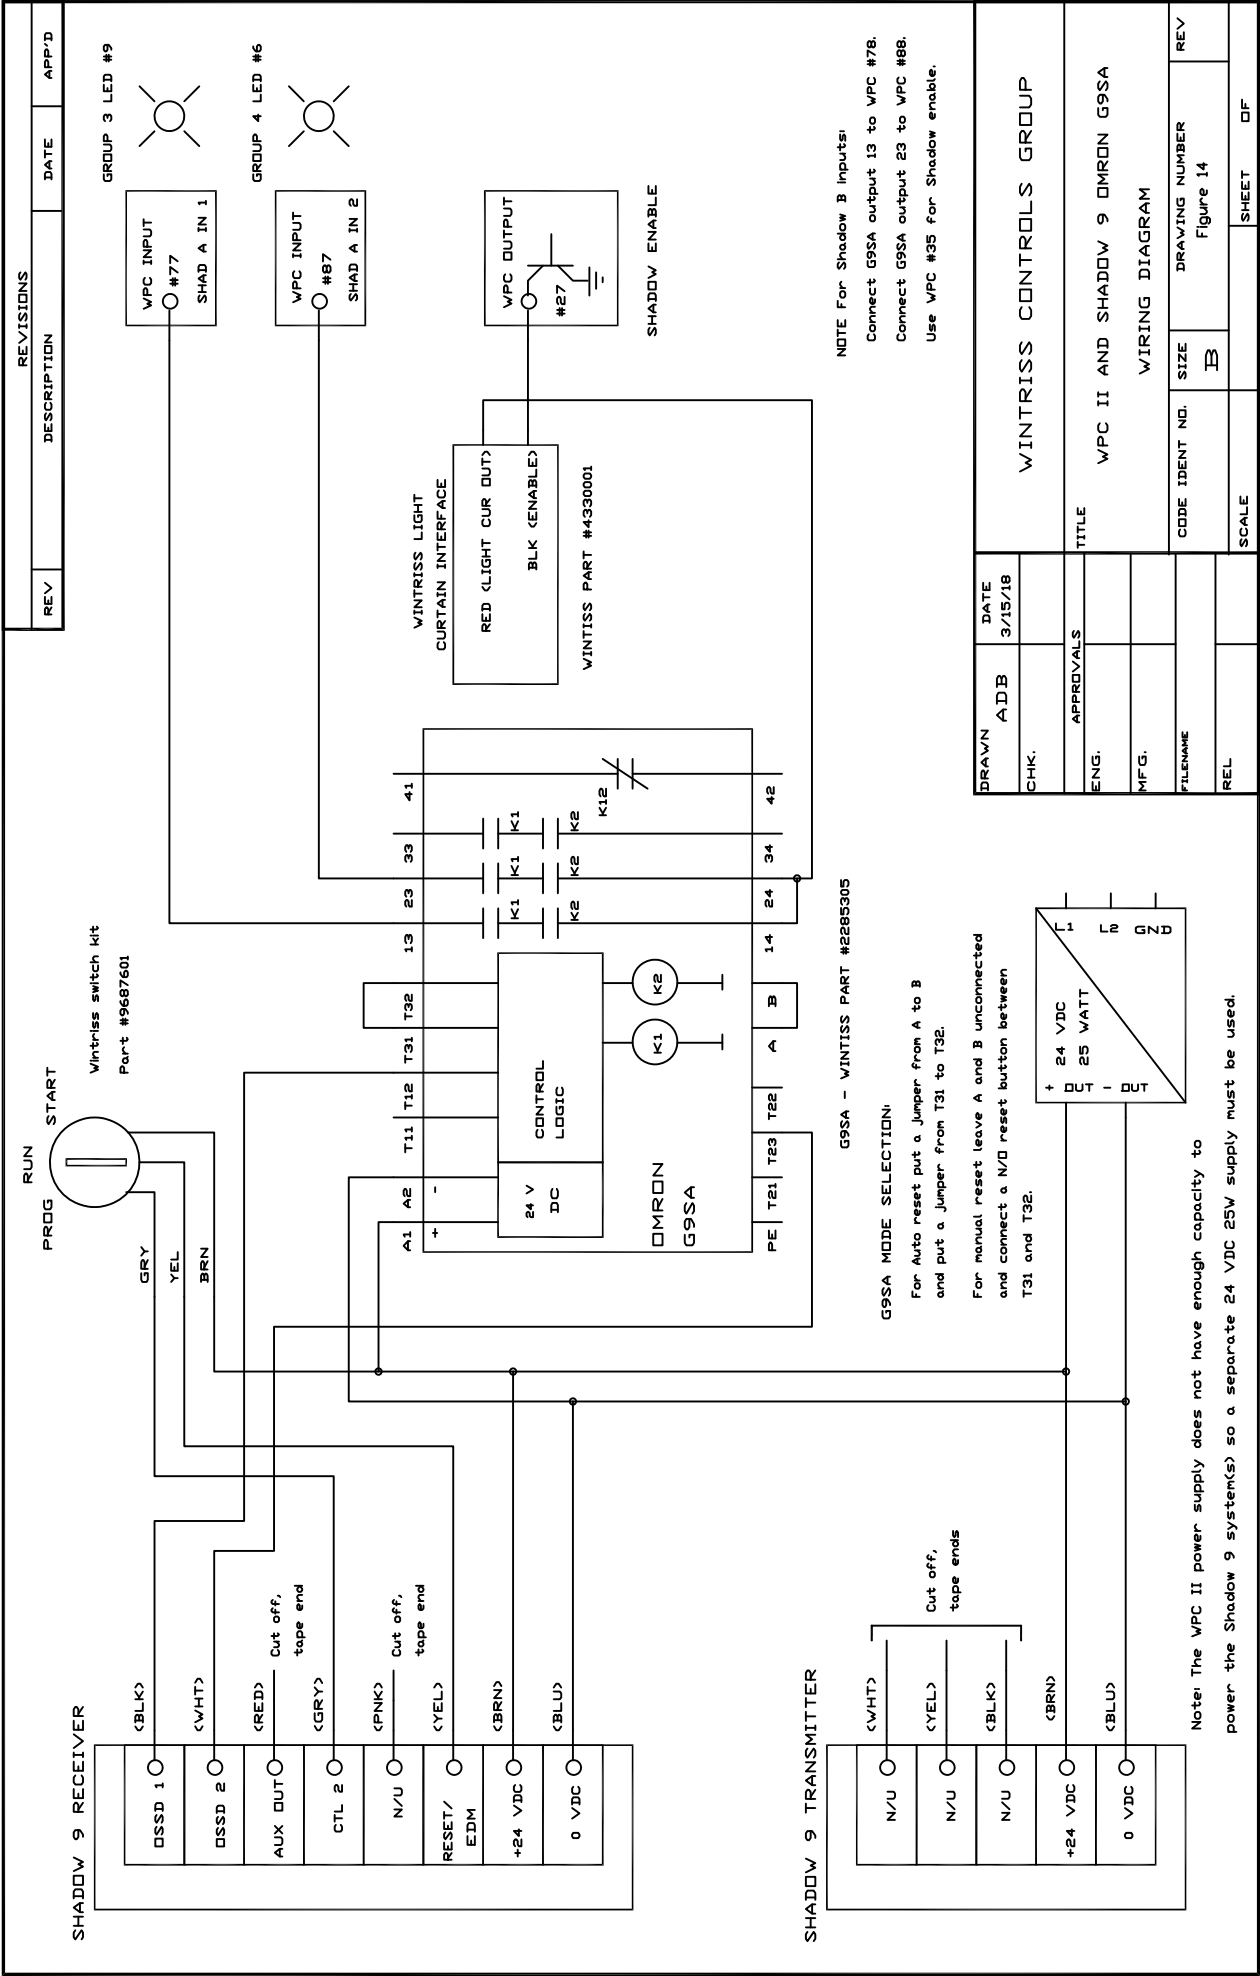 SHADOW 9 RECEIVER
OSSD 1
<BLK>
OSSD 2
<WHT>
AUX OUT
<RED>
Cut off,
tape end
CTL 2
<GRY>
N/U
<PNK>
Cut off,
tape end
RESET/
EDM
<YEL>
+24 VDC
<BRN>
0 VDC
<BLU>
SHADOW 9 TRANSMITTER
N/U
<WHT>
N/U
<YEL>
N/U
<BLK>
Cut off,
tape ends
+24 VDC
<BRN>
0 VDC
<BLU>
PROG
RUN
START
GRY
YEL
BRN
Wintriss switch kit
Part #9687601
A1
A2
T11
T12
T31
T32
13
23
33
41
+
-
24 V
DC
CONTROL
LOGIC
K1
K1
K1
K2
K2
K2
K12
OMRON
G9SA
K1
K2
PE
T21
T23
T22
A
B
14
24
34
42
G9SA - WINTISS PART #2285305
G9SA MODE SELECTION:
For Auto reset put a jumper from A to B
and put a jumper from T31 to T32.
For manual reset leave A and B unconnected
and connect a N/O reset button between
T31 and T32.
24 VDC
25 WATT
+ OUT - OUT
L1
L2
GND
Note: The WPC II power supply does not have enough capacity to
power the Shadow 9 system(s) so a separate 24 VDC 25W supply must be used.
WINTRISS LIGHT
CURTAIN INTERFACE
RED <LIGHT CUR OUT>
BLK <ENABLE>
WINTISS PART #4330001
WPC INPUT
#77
SHAD A IN 1
GROUP 3 LED #9
WPC INPUT
#87
SHAD A IN 2
GROUP 4 LED #6
WPC OUTPUT
#27
SHADOW ENABLE
NOTE For Shadow B Inputs:
Connect G9SA output 13 to WPC #78.
Connect G9SA output 23 to WPC #88.
Use WPC #35 for Shadow enable.
REVISIONS
REV
DESCRIPTION
DATE
APP'D
DRAWN
ADB
DATE
3/15/18
CHK.
APPROVALS
ENG.
MFG.
FILENAME
REL
WINTRISS CONTROLS GROUP
TITLE
WPC II AND SHADOW 9 OMRON G9SA
WIRING DIAGRAM
CODE IDENT NO.
SIZE
B
DRAWING NUMBER
Figure 14
REV
SCALE
SHEET OF